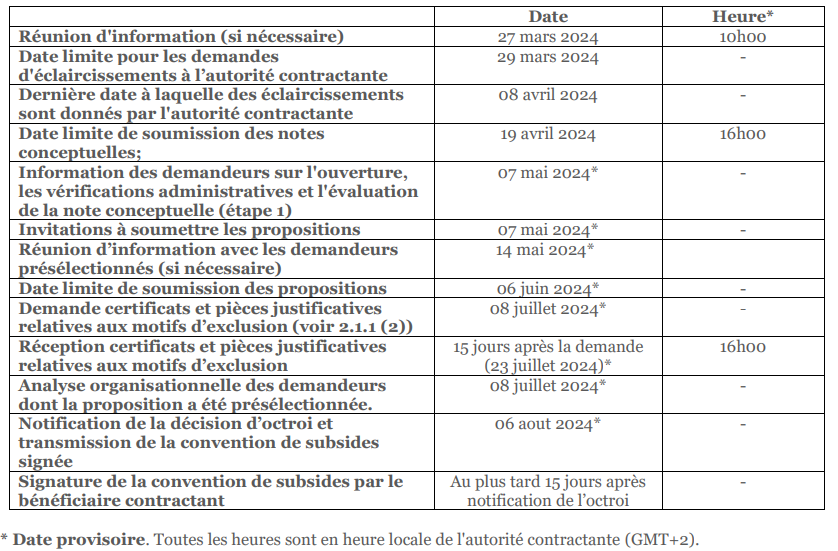 Date Heure*
Réunion d'information (si nécessaire) 27 mars 2024 10h00
Date limite pour les demandes 29 mars 2024 -
d'éclaircissements à l’autorité contractante
Dernière date à laquelle des éclaircissements 08 avril 2024 -
sont donnés par l'autorité contractante
Date limite de soumission des notes 19 avril 2024 16h00
conceptuelles;
Information des demandeurs sur l'ouverture, 07 mai 2024* -
les vérifications administratives et l'évaluation
de la note conceptuelle (étape 1)
Invitations à soumettre les propositions 07 mai 2024* -
Réunion d’information avec les demandeurs 14 mai 2024* -
présélectionnés (si nécessaire)
Date limite de soumission des propositions 06 juin 2024* -
Demande certificats et pièces justificatives 08 juillet 2024* -
relatives aux motifs d’exclusion (voir 2.1.1 (2))
Réception certificats et pièces justificatives 15 jours après la demande 16h00
relatives aux motifs d’exclusion (23 juillet 2024)*
Analyse organisationnelle des demandeurs 08 juillet 2024* -
dont la proposition a été présélectionnée.
Notification de la décision d’octroi et 06 aout 2024* -
transmission de la convention de subsides
signée
Signature de la convention de subsides par le Au plus tard 15 jours après -
bénéficiaire contractant notification de l’octroi
* Date provisoire. Toutes les heures sont en heure locale de l'autorité contractante (GMT+2).